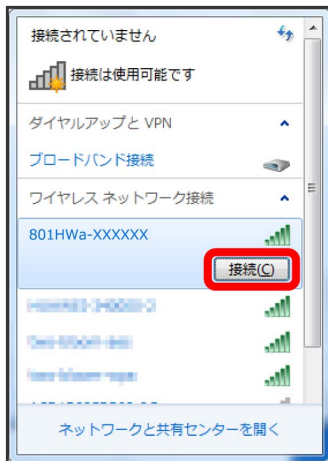 接続されていません
接続は使用可能です
ダイヤルアップと VPN
ブロードバンド接続
ワイヤレス ネットワーク接続
801HWa-XXXXXX
接続(C)
ネットワークと共有センターを開く